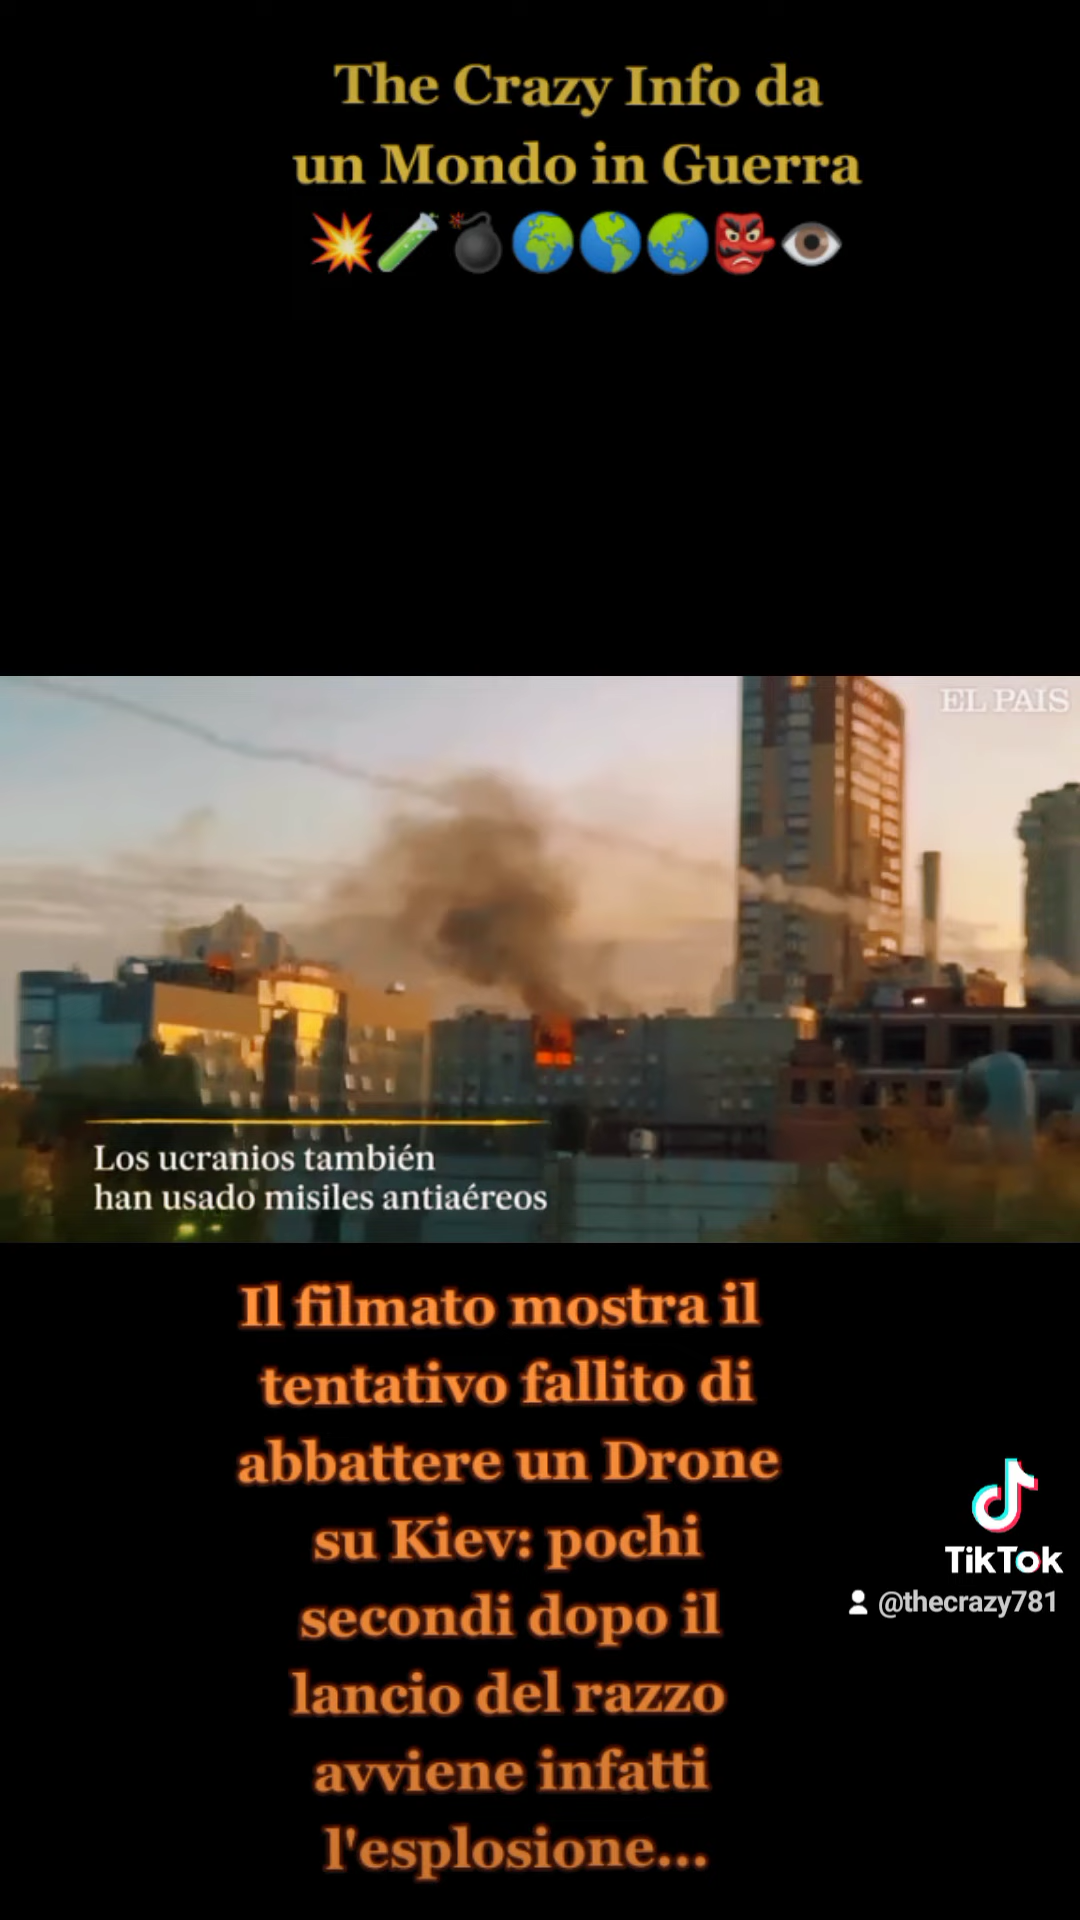 The Crazy Info da
un Mondo in Guerra
💥🧪💣🌍🌎🌏👺👁️
EL PAÍS
Los ucranios también
han usado misiles antiaéreos
Il filmato mostra il
tentativo fallito di
abbattere un Drone
su Kiev: pochi
secondi dopo il
lancio del razzo
avviene infatti
l'esplosione...
TikTok
@thecrazy781